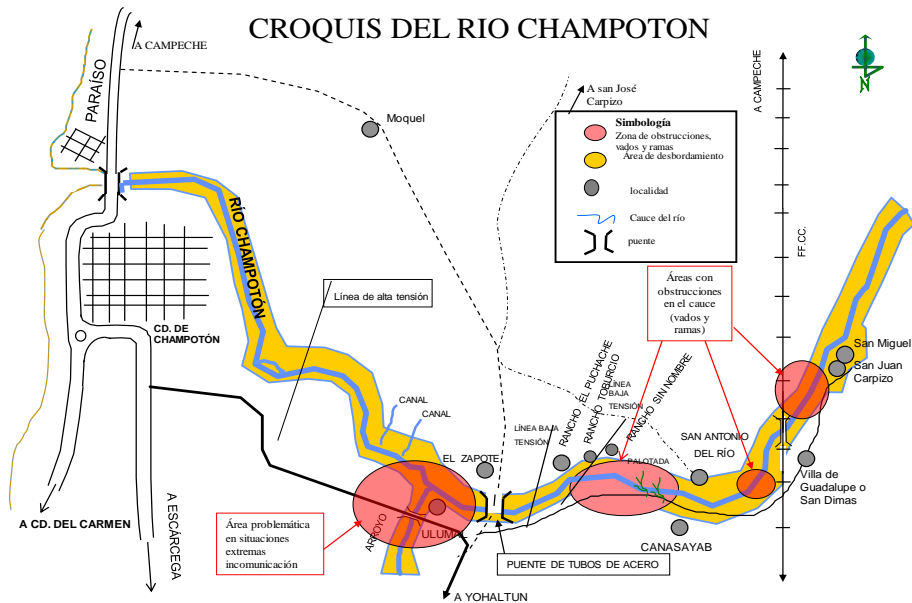 CROQUIS DEL RIO CHAMPOTON
A CAMPECHE
PARAÍSO
Moquel
A san José
Carpizo
Simbología
Zona de obstrucciones,
vados y ramas
Área de desbordamiento
localidad
Cauce del río
puente
A CAMPECHE
N
FF.CC.
RÍO CHAMPOTÓN
Línea de alta tensión
CD. DE
CHAMPOTÓN
Áreas con
obstrucciones
en el cauce
(vados y
ramas)
San Miguel
San Juan
Carpizo
CANAL
CANAL
EL ZAPOTE
LÍNEA BAJA
TENSIÓN
RANCHO EL PUCHACHE
RANCHO TOBURCIO
LÍNEA
BAJA
TENSIÓN
RANCHO SIN NOMBRE
PALOTADA
SAN ANTONIO
DEL RÍO
Villa de
Guadalupe o
San Dimas
A CD. DEL CARMEN
A ESCÁRCEGA
Área problemática
en situaciones
extremas
incomunicación
ARROYO
ULUMAL
CANASAYAB
PUENTE DE TUBOS DE ACERO
A YOHALTUN